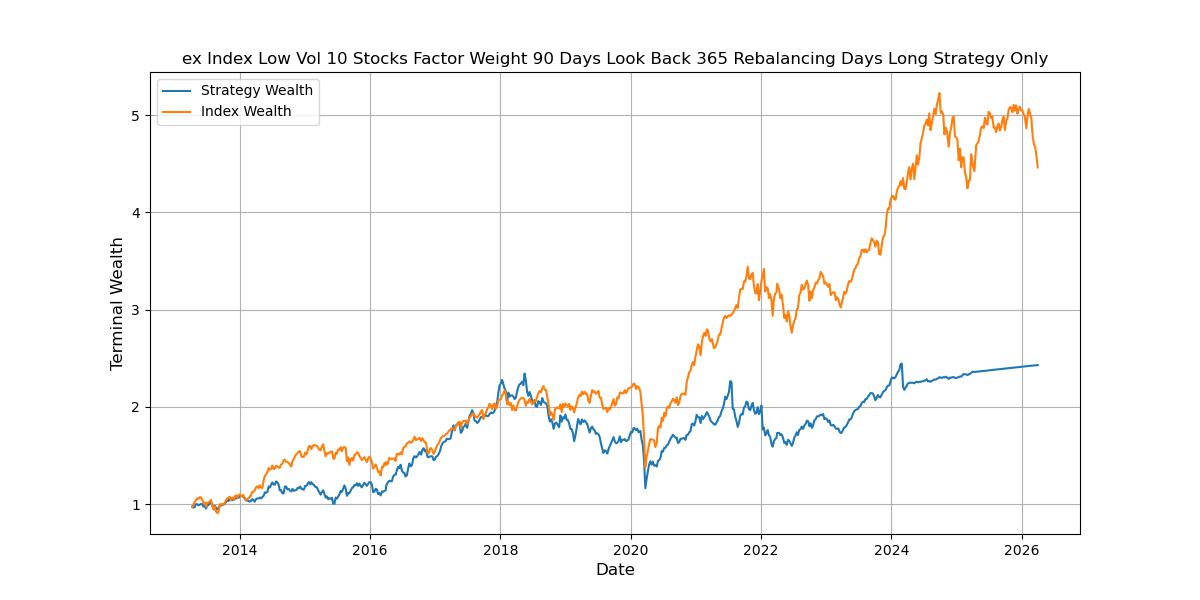 ex Index Low Vol 10 Stocks Factor Weight 90 Days Look Back 365 Rebalancing Days Long Strategy Only
Strategy Wealth
Index Wealth
Terminal Wealth
5
4
3
2
1
2014 2016 2018 2020 2022 2024 2026
Date